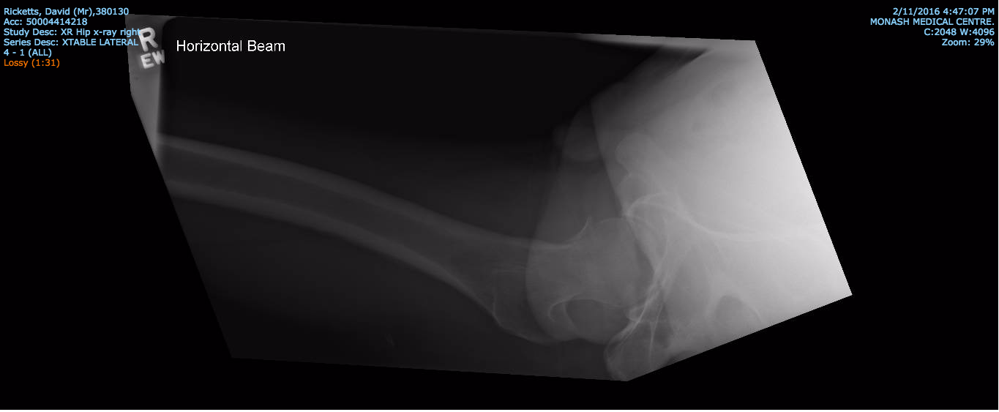 Ricketts, David (Mr),380130
Acc: 50004414218
Study Desc: XR Hip x-ray right
Series Desc: XTABLE LATERAL
4 - 1 (ALL)
Lossy (1:31)
R
EW
Horizontal Beam
2/11/2016 4:47:07 PM
MONASH MEDICAL CENTRE.
C:2048 W:4096
Zoom: 29%